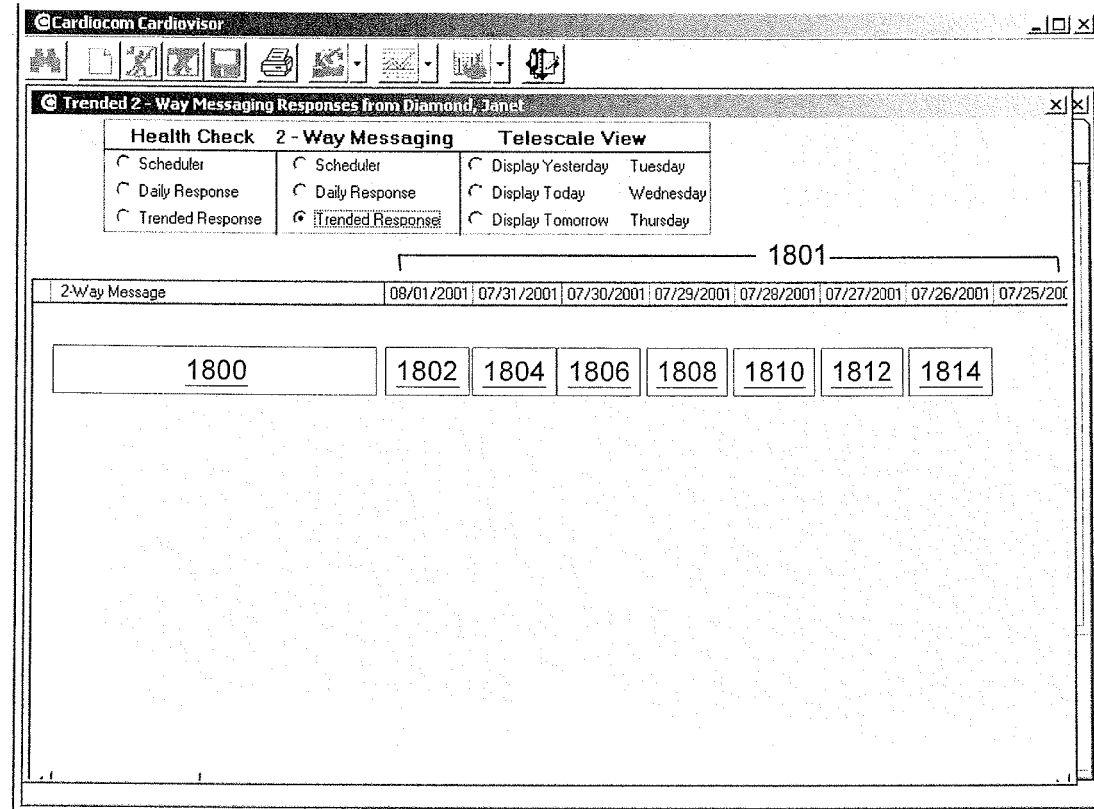 Cardiocom Cardiovisor
Trended 2 - Way Messaging Responses from Diamond, Janet
Health Check 2 - Way Messaging Telescale View
Scheduler Scheduler Display Yesterday Tuesday
Daily Response Daily Response Display Today Wednesday
Trended Response Trended Response Display Tomorrow Thursday
1801
2-Way Message 08/01/2001 07/31/2001 07/30/2001 07/29/2001 07/28/2001 07/27/2001 07/26/2001 07/25/200
1800 1802 1804 1806 1808 1810 1812 1814